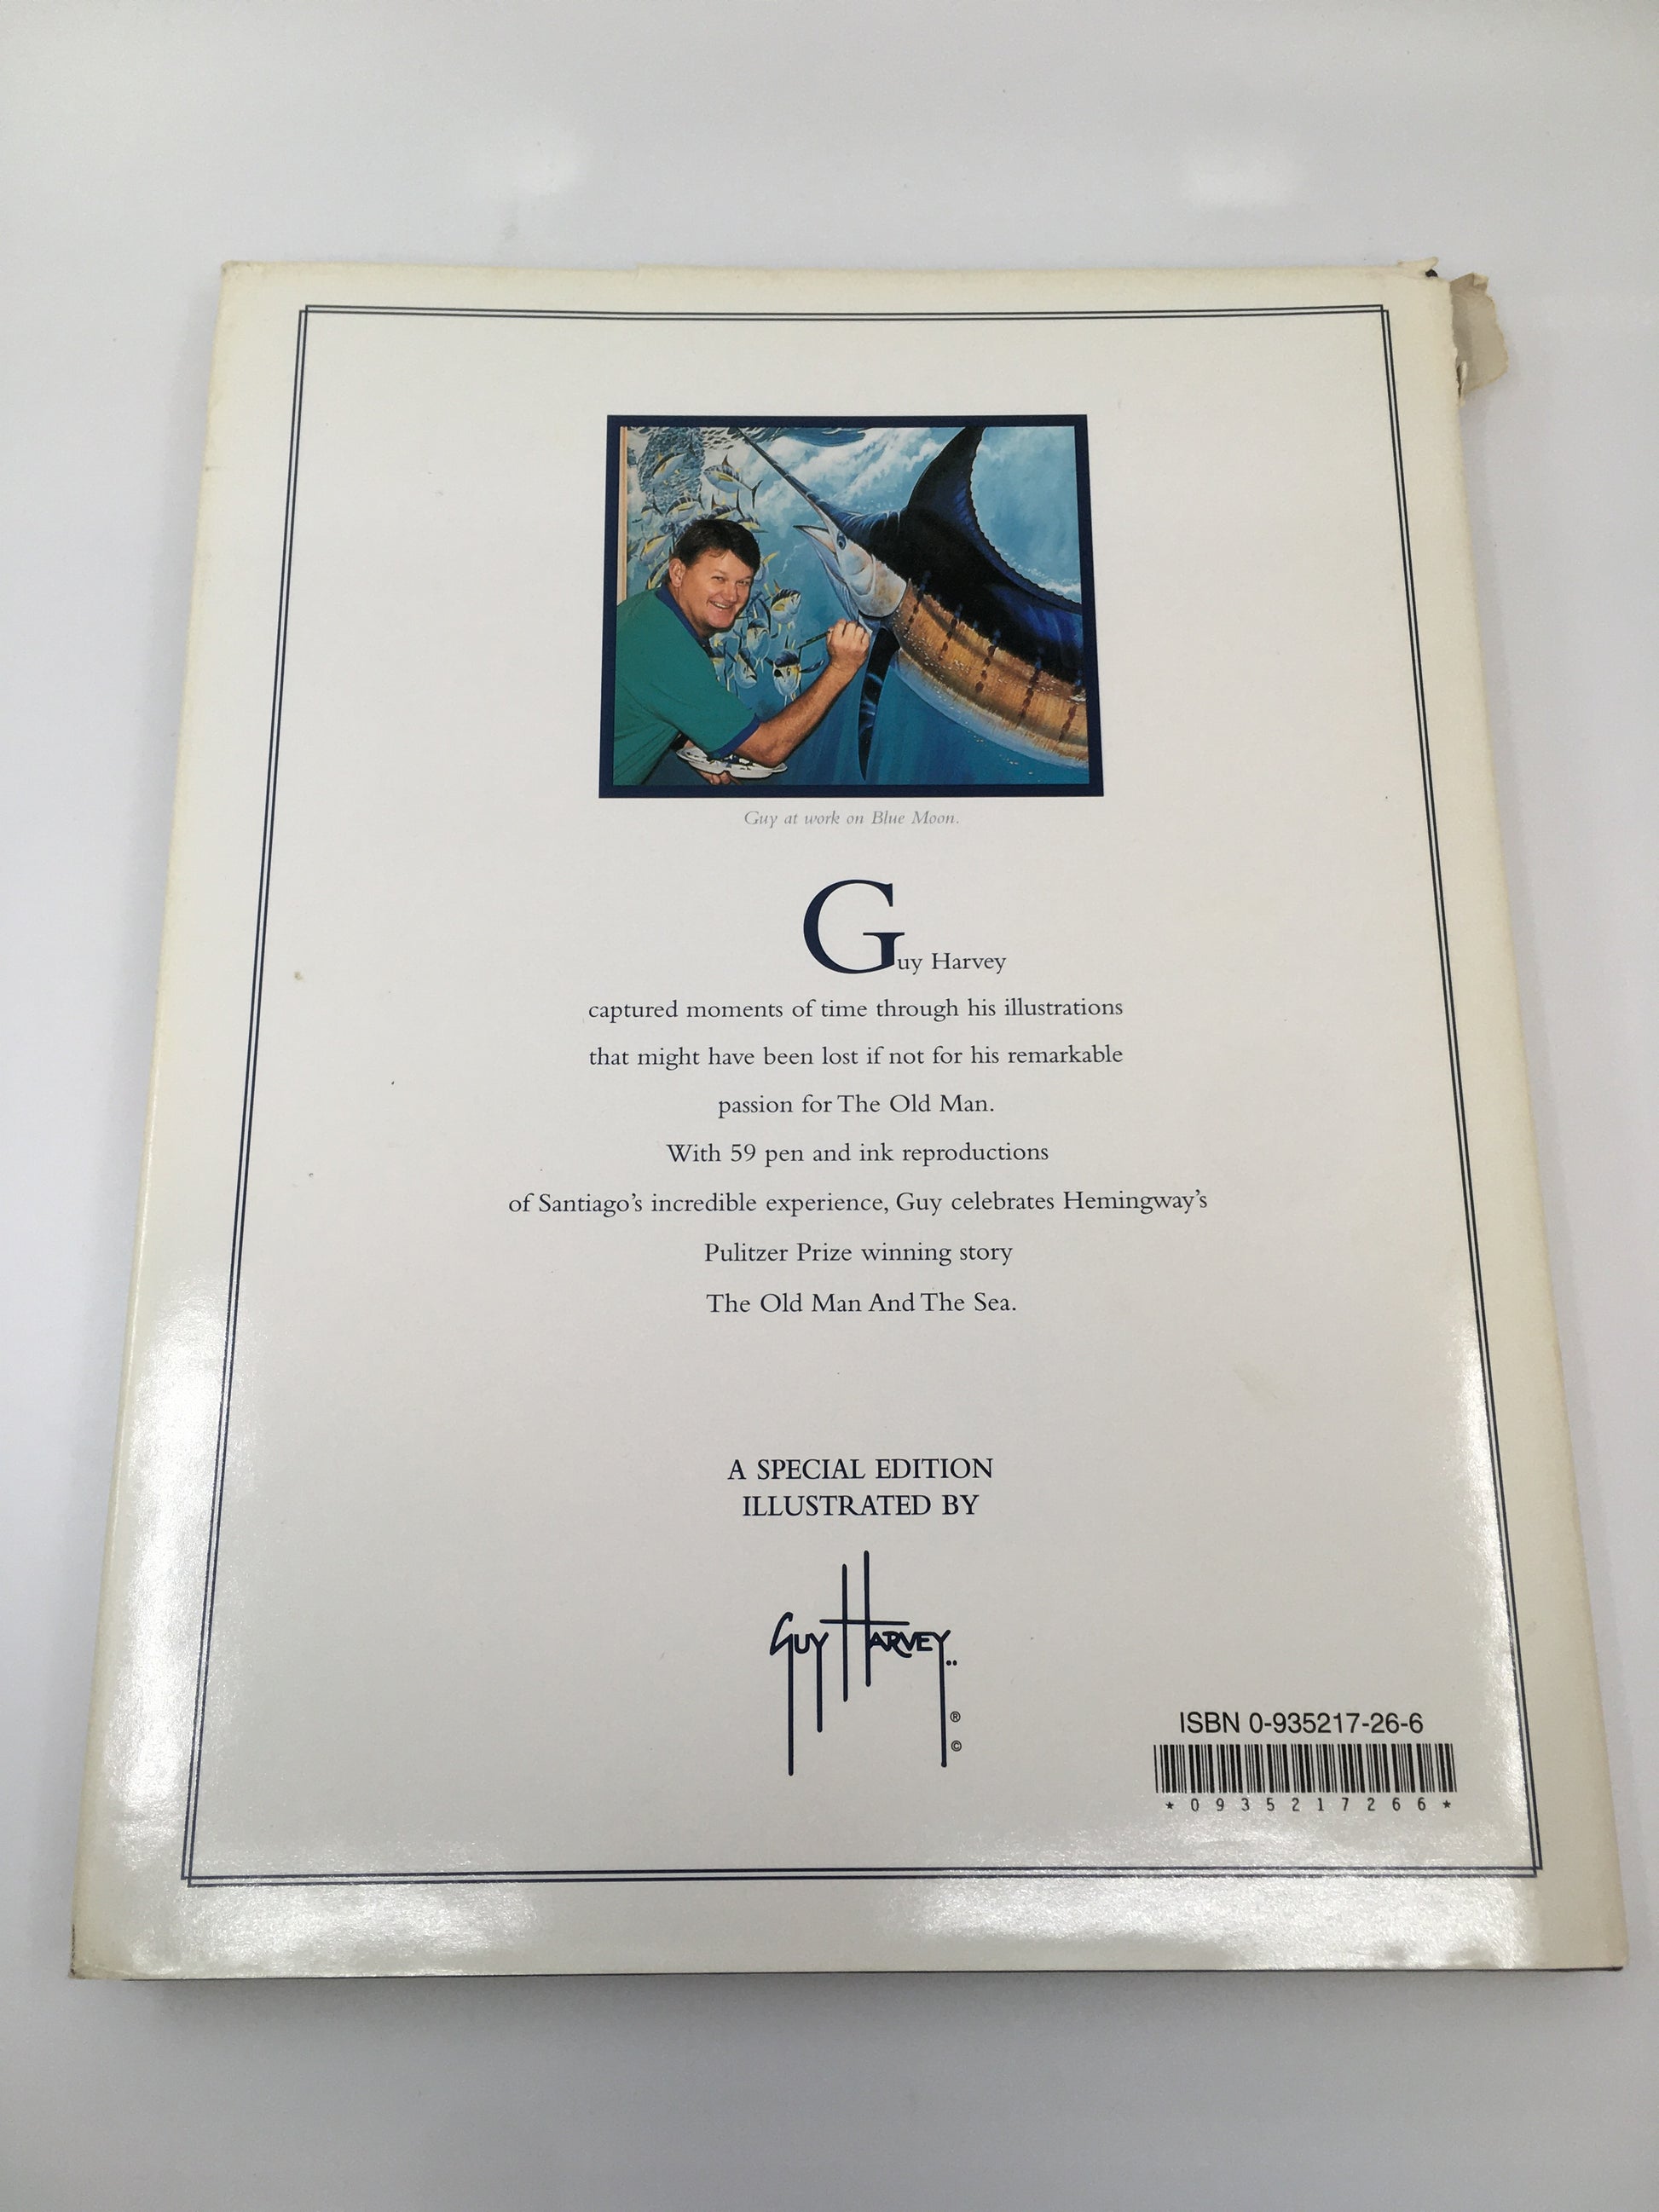 Guy at work on Blue Moon.
Guy Harvey
captured moments of time through his illustrations
that might have been lost if not for his remarkable
passion for The Old Man.
With 59 pen and ink reproductions
of Santiago's incredible experience, Guy celebrates Hemingway's
Pulitzer Prize winning story
The Old Man And The Sea.
A SPECIAL EDITION
ILLUSTRATED BY
GUY HARVEY..
®
©
ISBN 0-935217-26-6
* 0 9 3 5 2 1 7 2 6 6 *